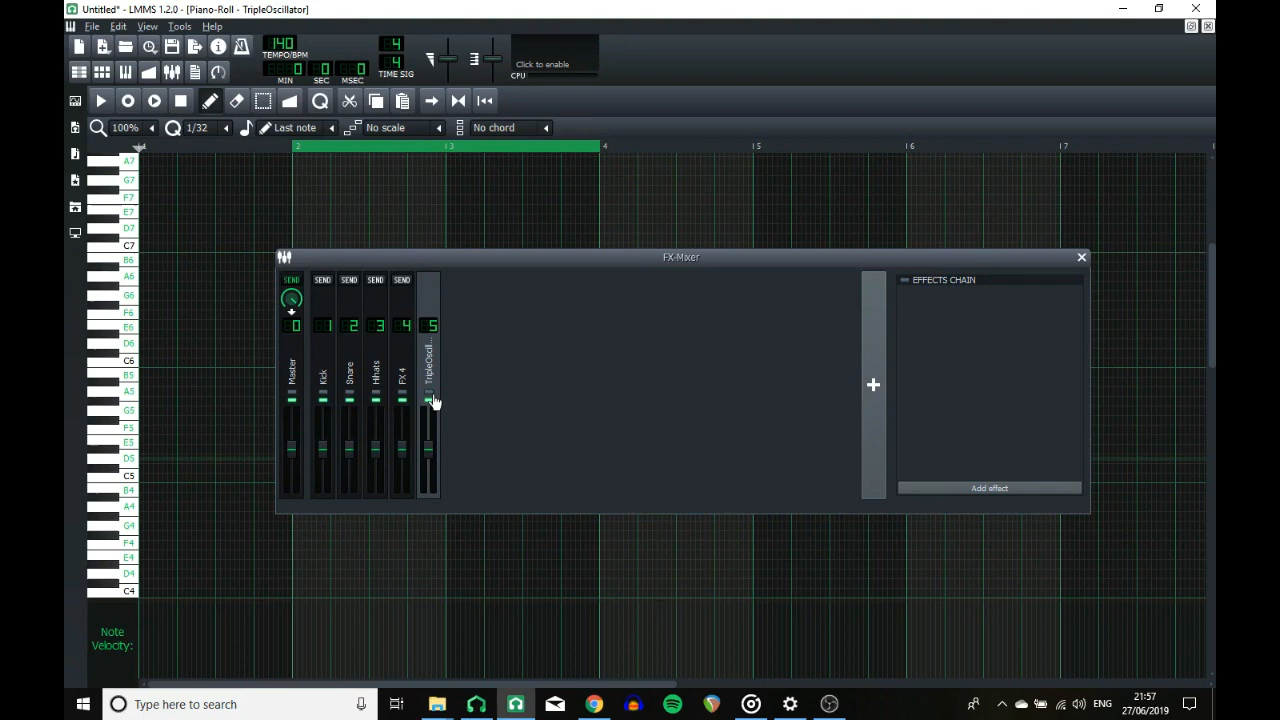 Untitled* - LMMS 1.2.0 - [Piano-Roll - TripleOscillator]
File Edit View Tools Help
140
TEMPO/BPM
4
4
TIME SIG
0 0 0
MIN SEC MSEC
Click to enable
CPU
100% 1/32 Last note No scale No chord
1 2 3 4 5 6 7
A7
G7
F7
E7
D7
C7
B6
A6
G6
F6
E6
D6
C6
B5
A5
G5
F5
E5
D5
C5
B4
A4
G4
F4
E4
D4
C4
FX-Mixer
SEND SEND SEND SEND SEND
0 1 2 3 4 5
Master
Kick
Snare
Hihats
FX 4
TripleOscill...
EFFECTS CHAIN
Add effect
Note
Velocity:
Type here to search
ENG
21:57
27/06/2019